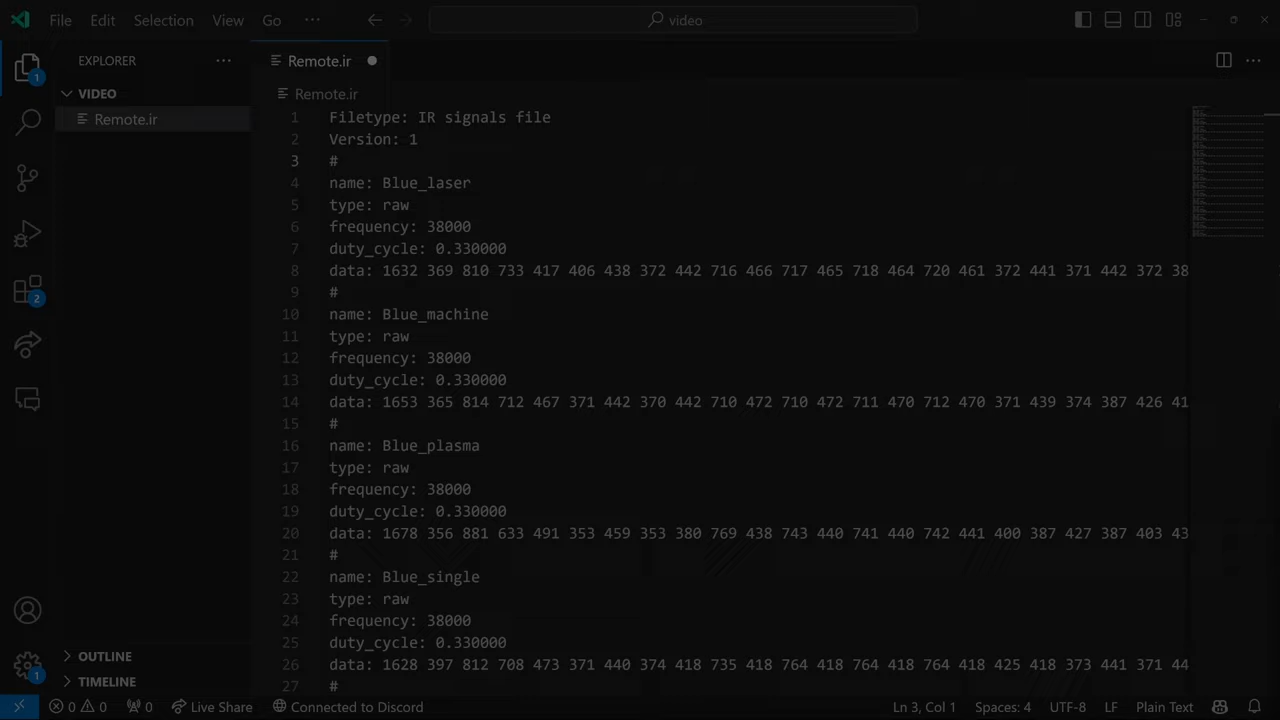 File Edit Selection View Go ··· video
EXPLORER ···
VIDEO
Remote.ir
Remote.ir
Remote.ir
1 Filetype: IR signals file
2 Version: 1
3 #
4 name: Blue_laser
5 type: raw
6 frequency: 38000
7 duty_cycle: 0.330000
8 data: 1632 369 810 733 417 406 438 372 442 716 466 717 465 718 464 720 461 372 441 371 442 372 38
9 #
10 name: Blue_machine
11 type: raw
12 frequency: 38000
13 duty_cycle: 0.330000
14 data: 1653 365 814 712 467 371 442 370 442 710 472 710 472 711 470 712 470 371 439 374 387 426 41
15 #
16 name: Blue_plasma
17 type: raw
18 frequency: 38000
19 duty_cycle: 0.330000
20 data: 1678 356 881 633 491 353 459 353 380 769 438 743 440 741 440 742 441 400 387 427 387 403 43
21 #
22 name: Blue_single
23 type: raw
24 frequency: 38000
25 duty_cycle: 0.330000
26 data: 1628 397 812 708 473 371 440 374 418 735 418 764 418 764 418 764 418 425 418 373 441 371 44
27 #
1
2
1
OUTLINE
TIMELINE
0 0 0 Live Share Connected to Discord Ln 3, Col 1 Spaces: 4 UTF-8 LF Plain Text